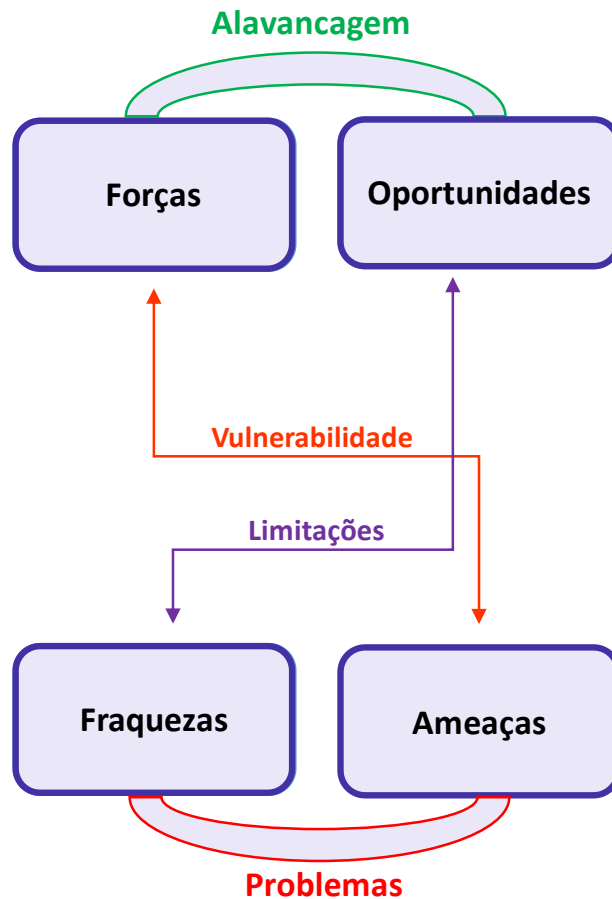 Alavancagem
Forças
Oportunidades
Vulnerabilidade
Limitações
Fraquezas
Ameaças
Problemas